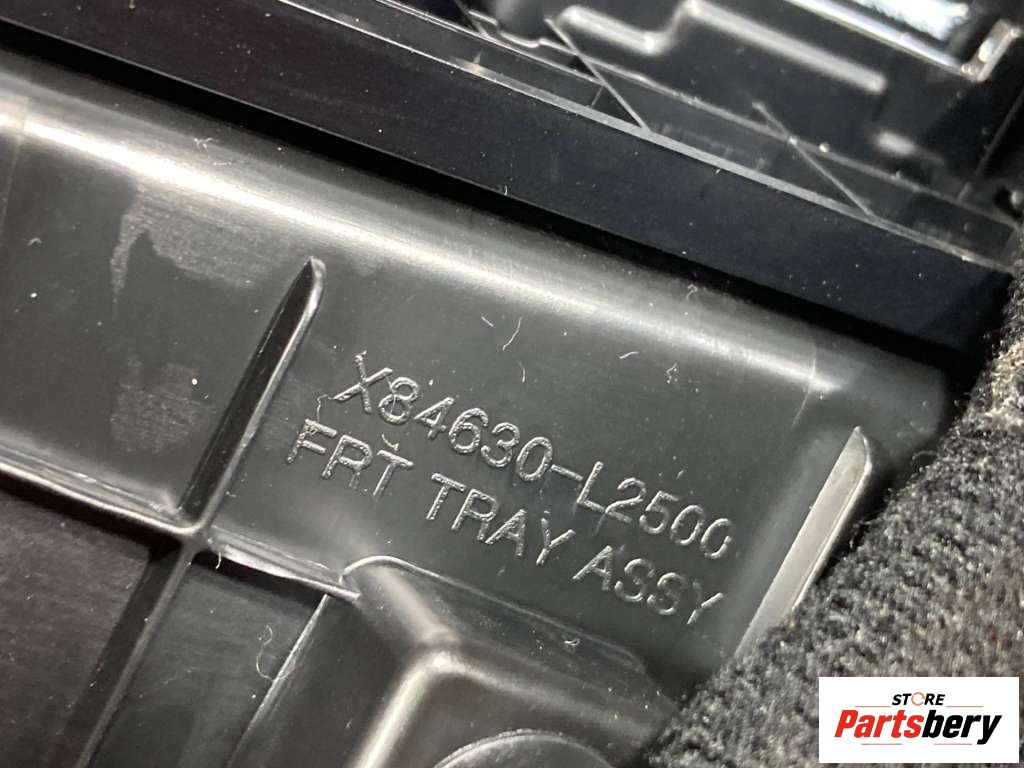 X84630-L2500
FRT TRAY ASSY
STORE
Partsbery